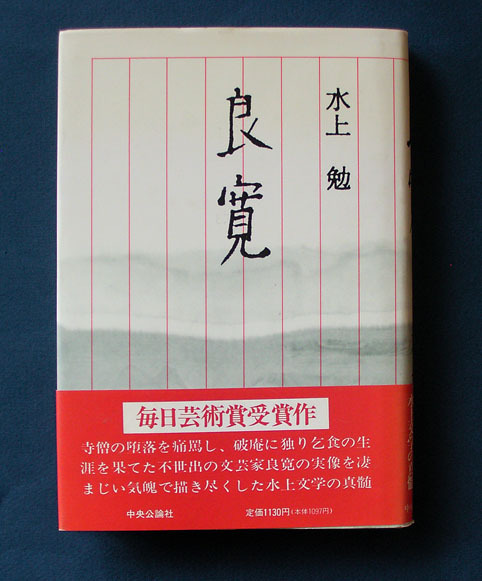 水上 勉
良寛
毎日芸術賞受賞作
寺僧の堕落を痛罵し、破庵に独り乞食の生
涯を果てた不世出の文芸家良寛の実像を凄
まじい気魄で描き尽くした水上文学の真髄
中央公論社
定価1130円(本体1097円)